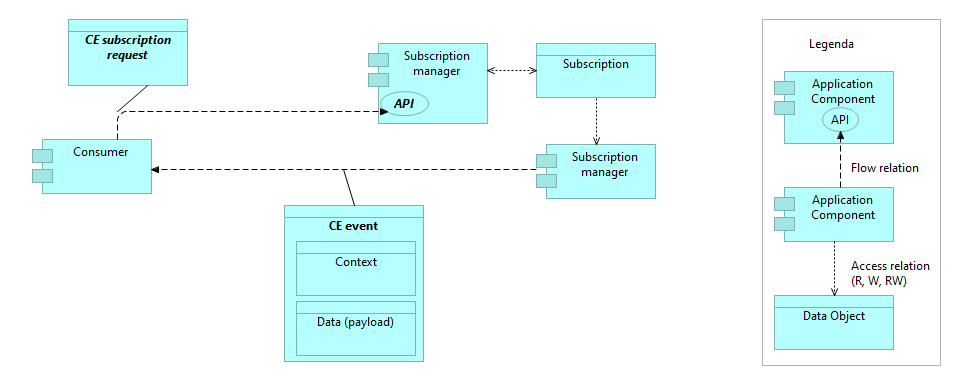 CE subscription
request
Subscription
manager
API
Subscription
Consumer
Subscription
manager
CE event
Context
Data (payload)
Legenda
Application
Component
API
Flow relation
Application
Component
Access relation
(R, W, RW)
Data Object